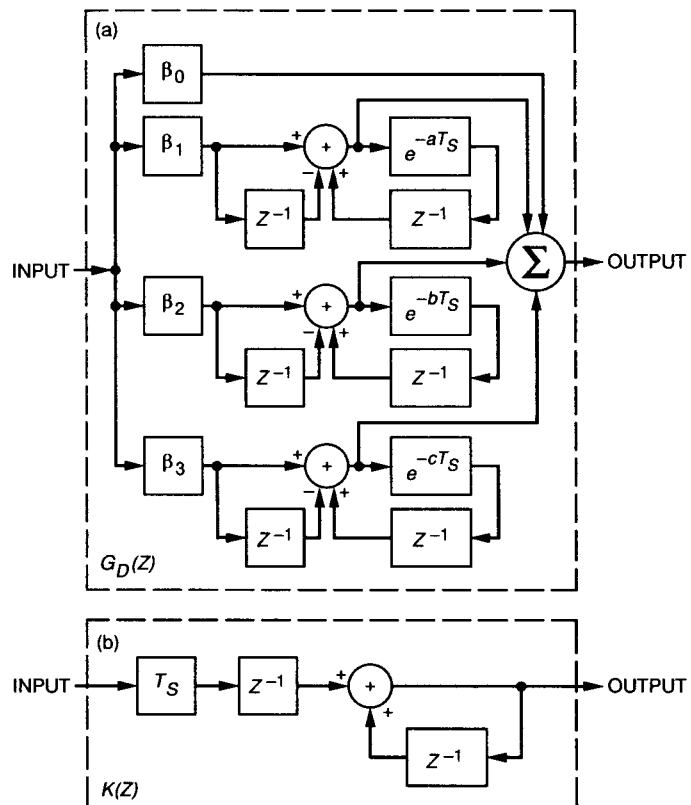 (a)
β0
β1
+
+
e^−aTS
−
+
Z−1
Z−1
INPUT
Σ
OUTPUT
β2
+
+
e^−bTS
−
+
Z−1
Z−1
β3
+
+
e^−cTS
−
+
Z−1
Z−1
GD(Z)
(b)
INPUT
TS
Z−1
+
+
OUTPUT
+
Z−1
K(Z)